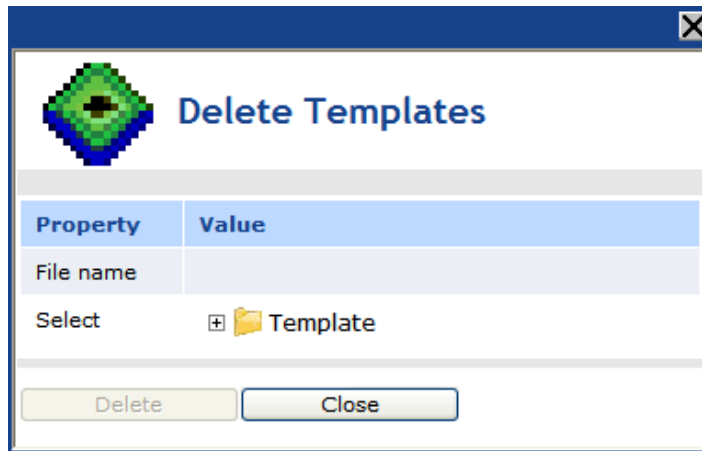 Delete Templates
Property Value
File name
Select Template
Delete Close